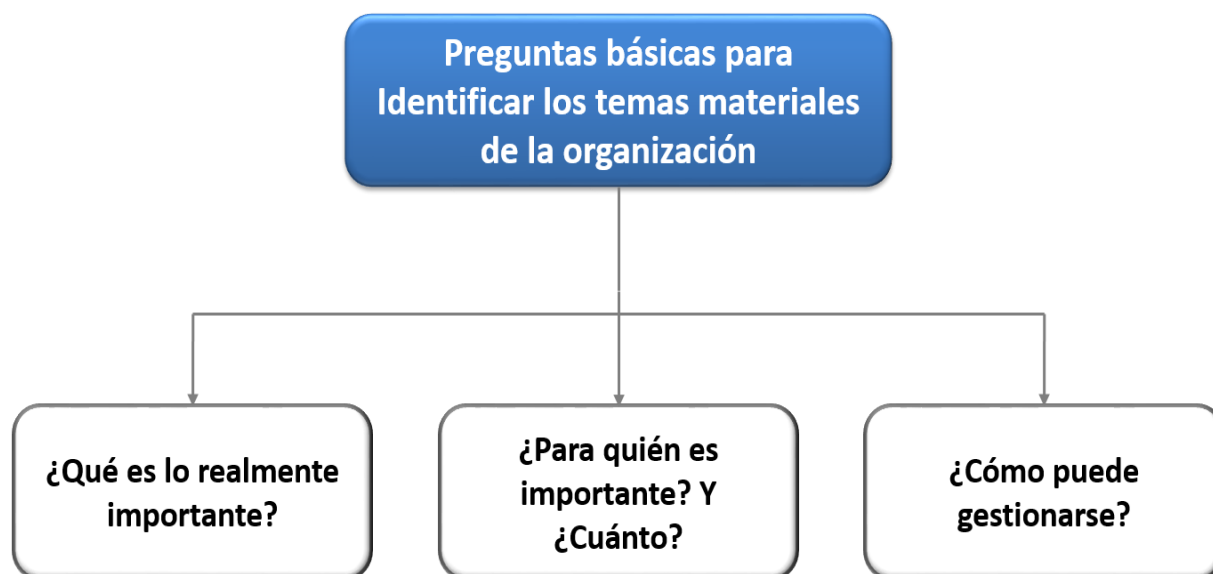 Preguntas básicas para
Identificar los temas materiales
de la organización
¿Qué es lo realmente
importante?
¿Para quién es
importante? Y
¿Cuánto?
¿Cómo puede
gestionarse?